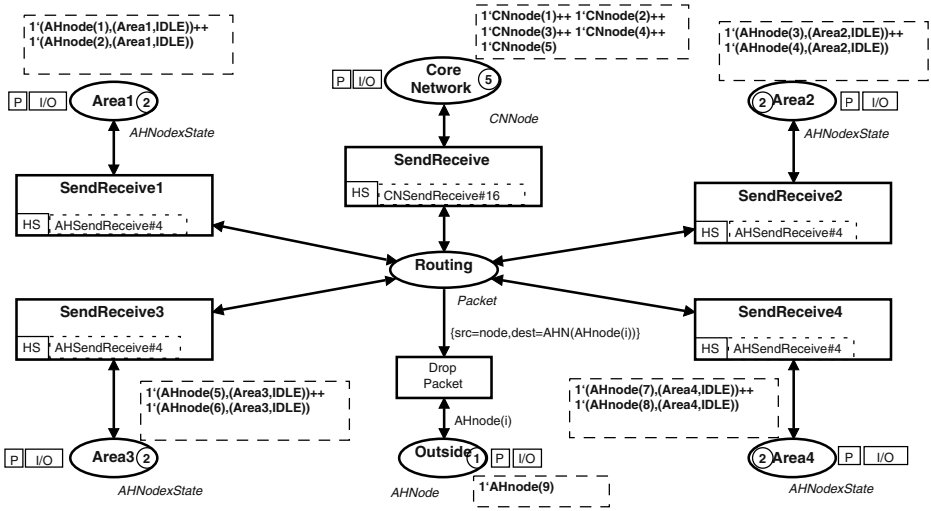 1‘(AHnode(1),(Area1,IDLE))++
1‘(AHnode(2),(Area1,IDLE))
P I/O Area1 2
AHNodexState
SendReceive1
HS AHSendReceive#4
1‘CNnode(1)++ 1‘CNnode(2)++
1‘CNnode(3)++ 1‘CNnode(4)++
1‘CNnode(5)
P I/O Core
Network 5
CNNode
SendReceive
HS CNSendReceive#16
1‘(AHnode(3),(Area2,IDLE))++
1‘(AHnode(4),(Area2,IDLE))
2 Area2 P I/O
AHNodexState
SendReceive2
HS AHSendReceive#4
Routing
Packet
{src=node,dest=AHN(AHnode(i))}
Drop
Packet
AHnode(i)
Outside 1 P I/O
AHNode
1‘AHnode(9)
SendReceive3
HS AHSendReceive#4
1‘(AHnode(5),(Area3,IDLE))++
1‘(AHnode(6),(Area3,IDLE))
P I/O Area3 2
AHNodexState
SendReceive4
HS AHSendReceive#4
1‘(AHnode(7),(Area4,IDLE))++
1‘(AHnode(8),(Area4,IDLE))
2 Area4 P I/O
AHNodexState